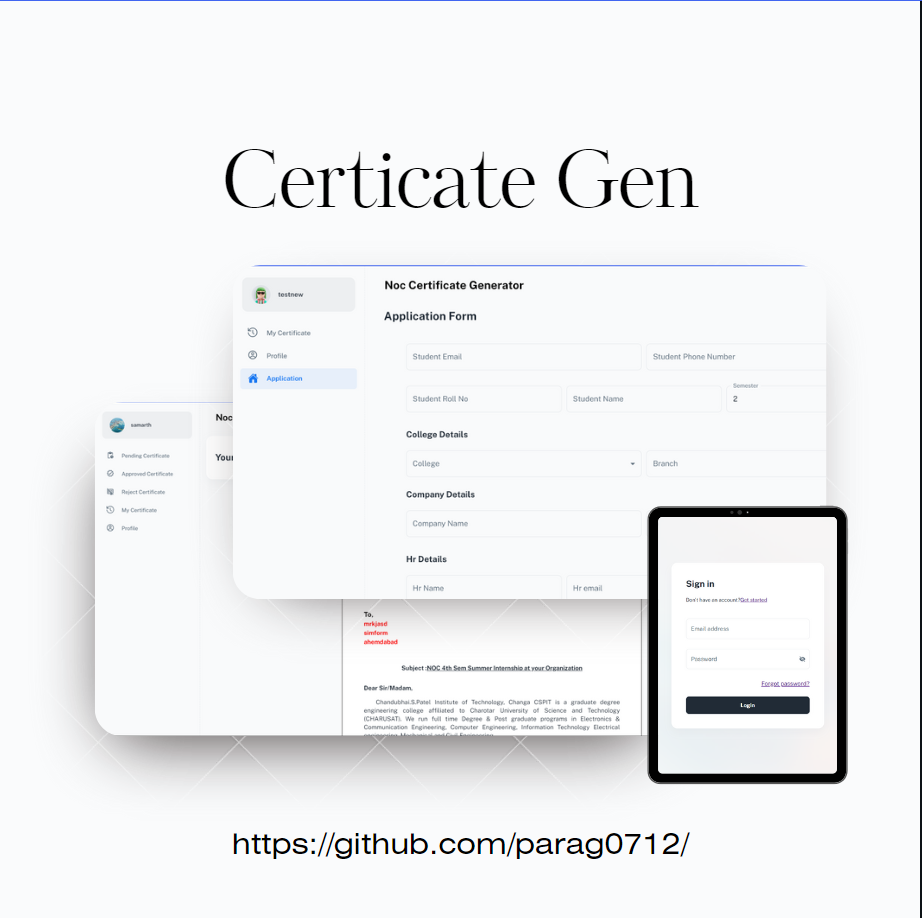 Certicate Gen
testnew
My Certificate
Profile
Application
Noc Certificate Generator
Application Form
Student Email
Student Phone Number
Student Roll No
Student Name
Semester
2
College Details
College
Branch
Company Details
Company Name
Hr Details
Hr Name
Hr email
samarth
Pending Certificate
Approved Certificate
Reject Certificate
My Certificate
Profile
Noc
Your
To,
mrkjasd
simform
ahemdabad
Subject :NOC 4th Sem Summer Internship at your Organization
Dear Sir/Madam,
Chandubhai.S.Patel Institute of Technology, Changa CSPIT is a graduate degree
engineering college affiliated to Charotar University of Science and Technology
(CHARUSAT). We run full time Degree & Post graduate programs in Electronics &
Communication Engineering, Computer Engineering, Information Technology Electrical
engineering, Mechanical and Civil Engineering.
Sign in
Don't have an account?Get started
Email address
Password
Forgot password?
Login
https://github.com/parag0712/